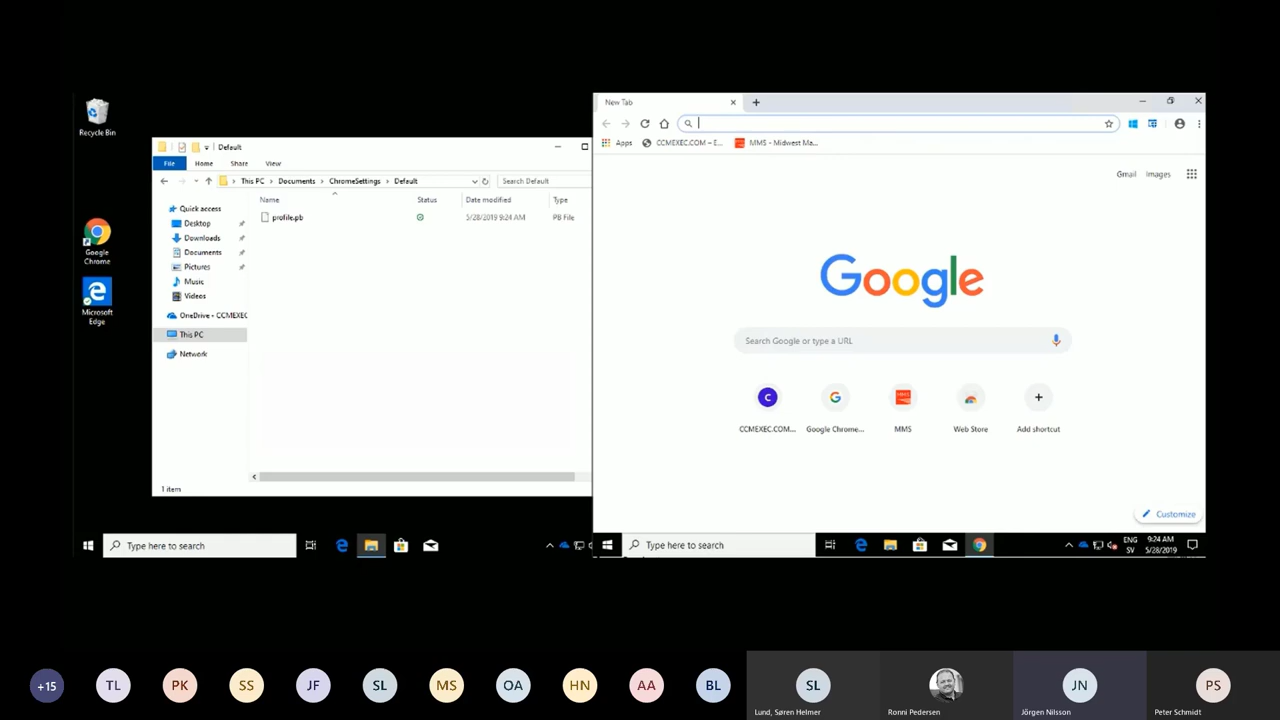 Recycle Bin
Google Chrome
Microsoft Edge
Default
File Home Share View
This PC Documents ChromeSettings Default
Search Default
Name Status Date modified Type
profile.pb 5/28/2019 9:24 AM PB File
Quick access
Desktop
Downloads
Documents
Pictures
Music
Videos
OneDrive - CCMEXEC
This PC
Network
1 item
Type here to search
New Tab
Apps CCMEXEC.COM – E... MMS - Midwest Ma...
Gmail Images
Google
Search Google or type a URL
C
MMS
CCMEXEC.COM... Google Chrome... MMS Web Store Add shortcut
Customize
Type here to search
ENG
SV
9:24 AM
5/28/2019
+15 TL PK SS JF SL MS OA HN AA BL SL JN PS
Lund, Søren Helmer Ronni Pedersen Jörgen Nilsson Peter Schmidt